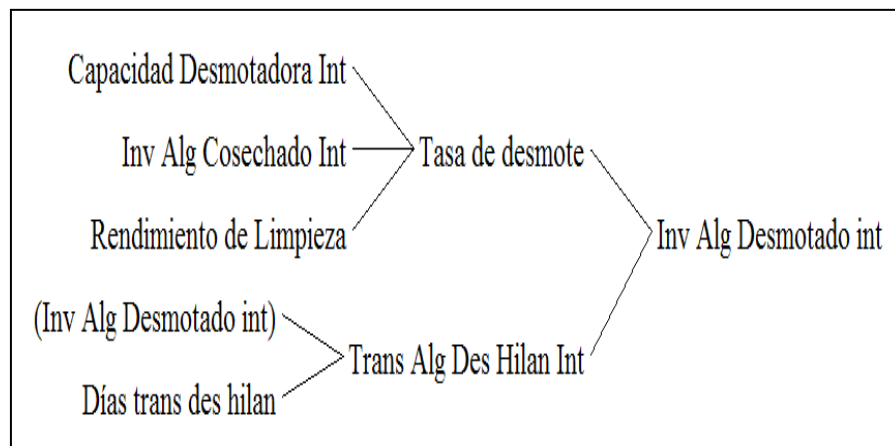 Capacidad Desmotadora Int
Inv Alg Cosechado Int
Tasa de desmote
Rendimiento de Limpieza
Inv Alg Desmotado int
(Inv Alg Desmotado int)
Trans Alg Des Hilan Int
Días trans des hilan